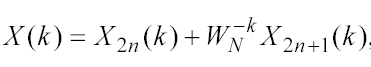 X(k) = X_{2n}(k) + W_N^{-k} X_{2n+1}(k),